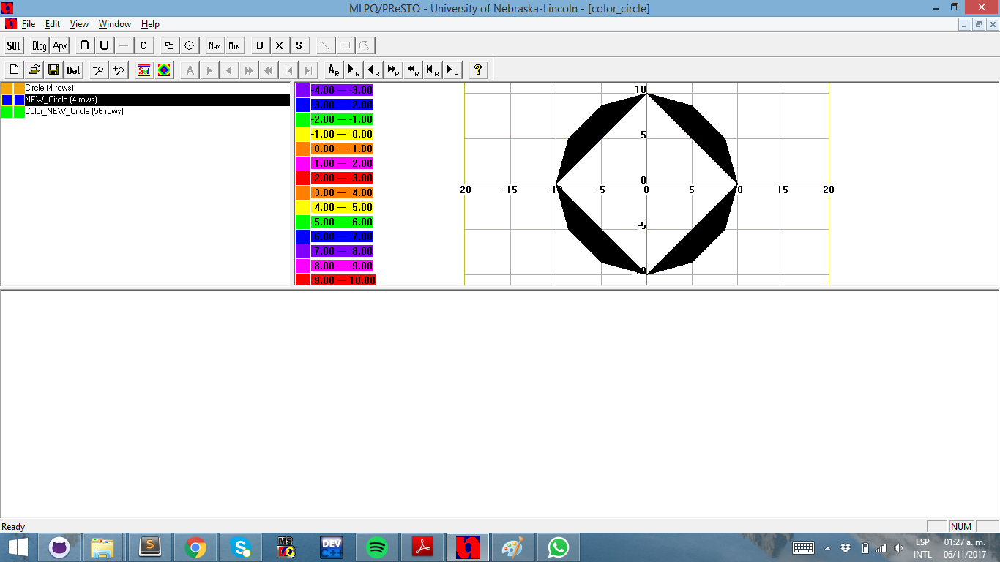 MLPQ/PReSTO - University of Nebraska-Lincoln - [color_circle]
File Edit View Window Help
SQL Dlog Apx ∩ U — C Max Min B X S
Del Set A A R R R R R R R ?
Circle (4 rows)
NEW_Circle (4 rows)
Color_NEW_Circle (56 rows)
-4.00 — -3.00
-3.00 — -2.00
-2.00 — -1.00
-1.00 — 0.00
0.00 — 1.00
1.00 — 2.00
2.00 — 3.00
3.00 — 4.00
4.00 — 5.00
5.00 — 6.00
6.00 — 7.00
7.00 — 8.00
8.00 — 9.00
9.00 — 10.00
10
5
0
-20 -15 -10 -5 0 5 10 15 20
-5
-10
Ready
NUM
S S MS DEV C++
ESP 01:27 a. m.
INTL 06/11/2017